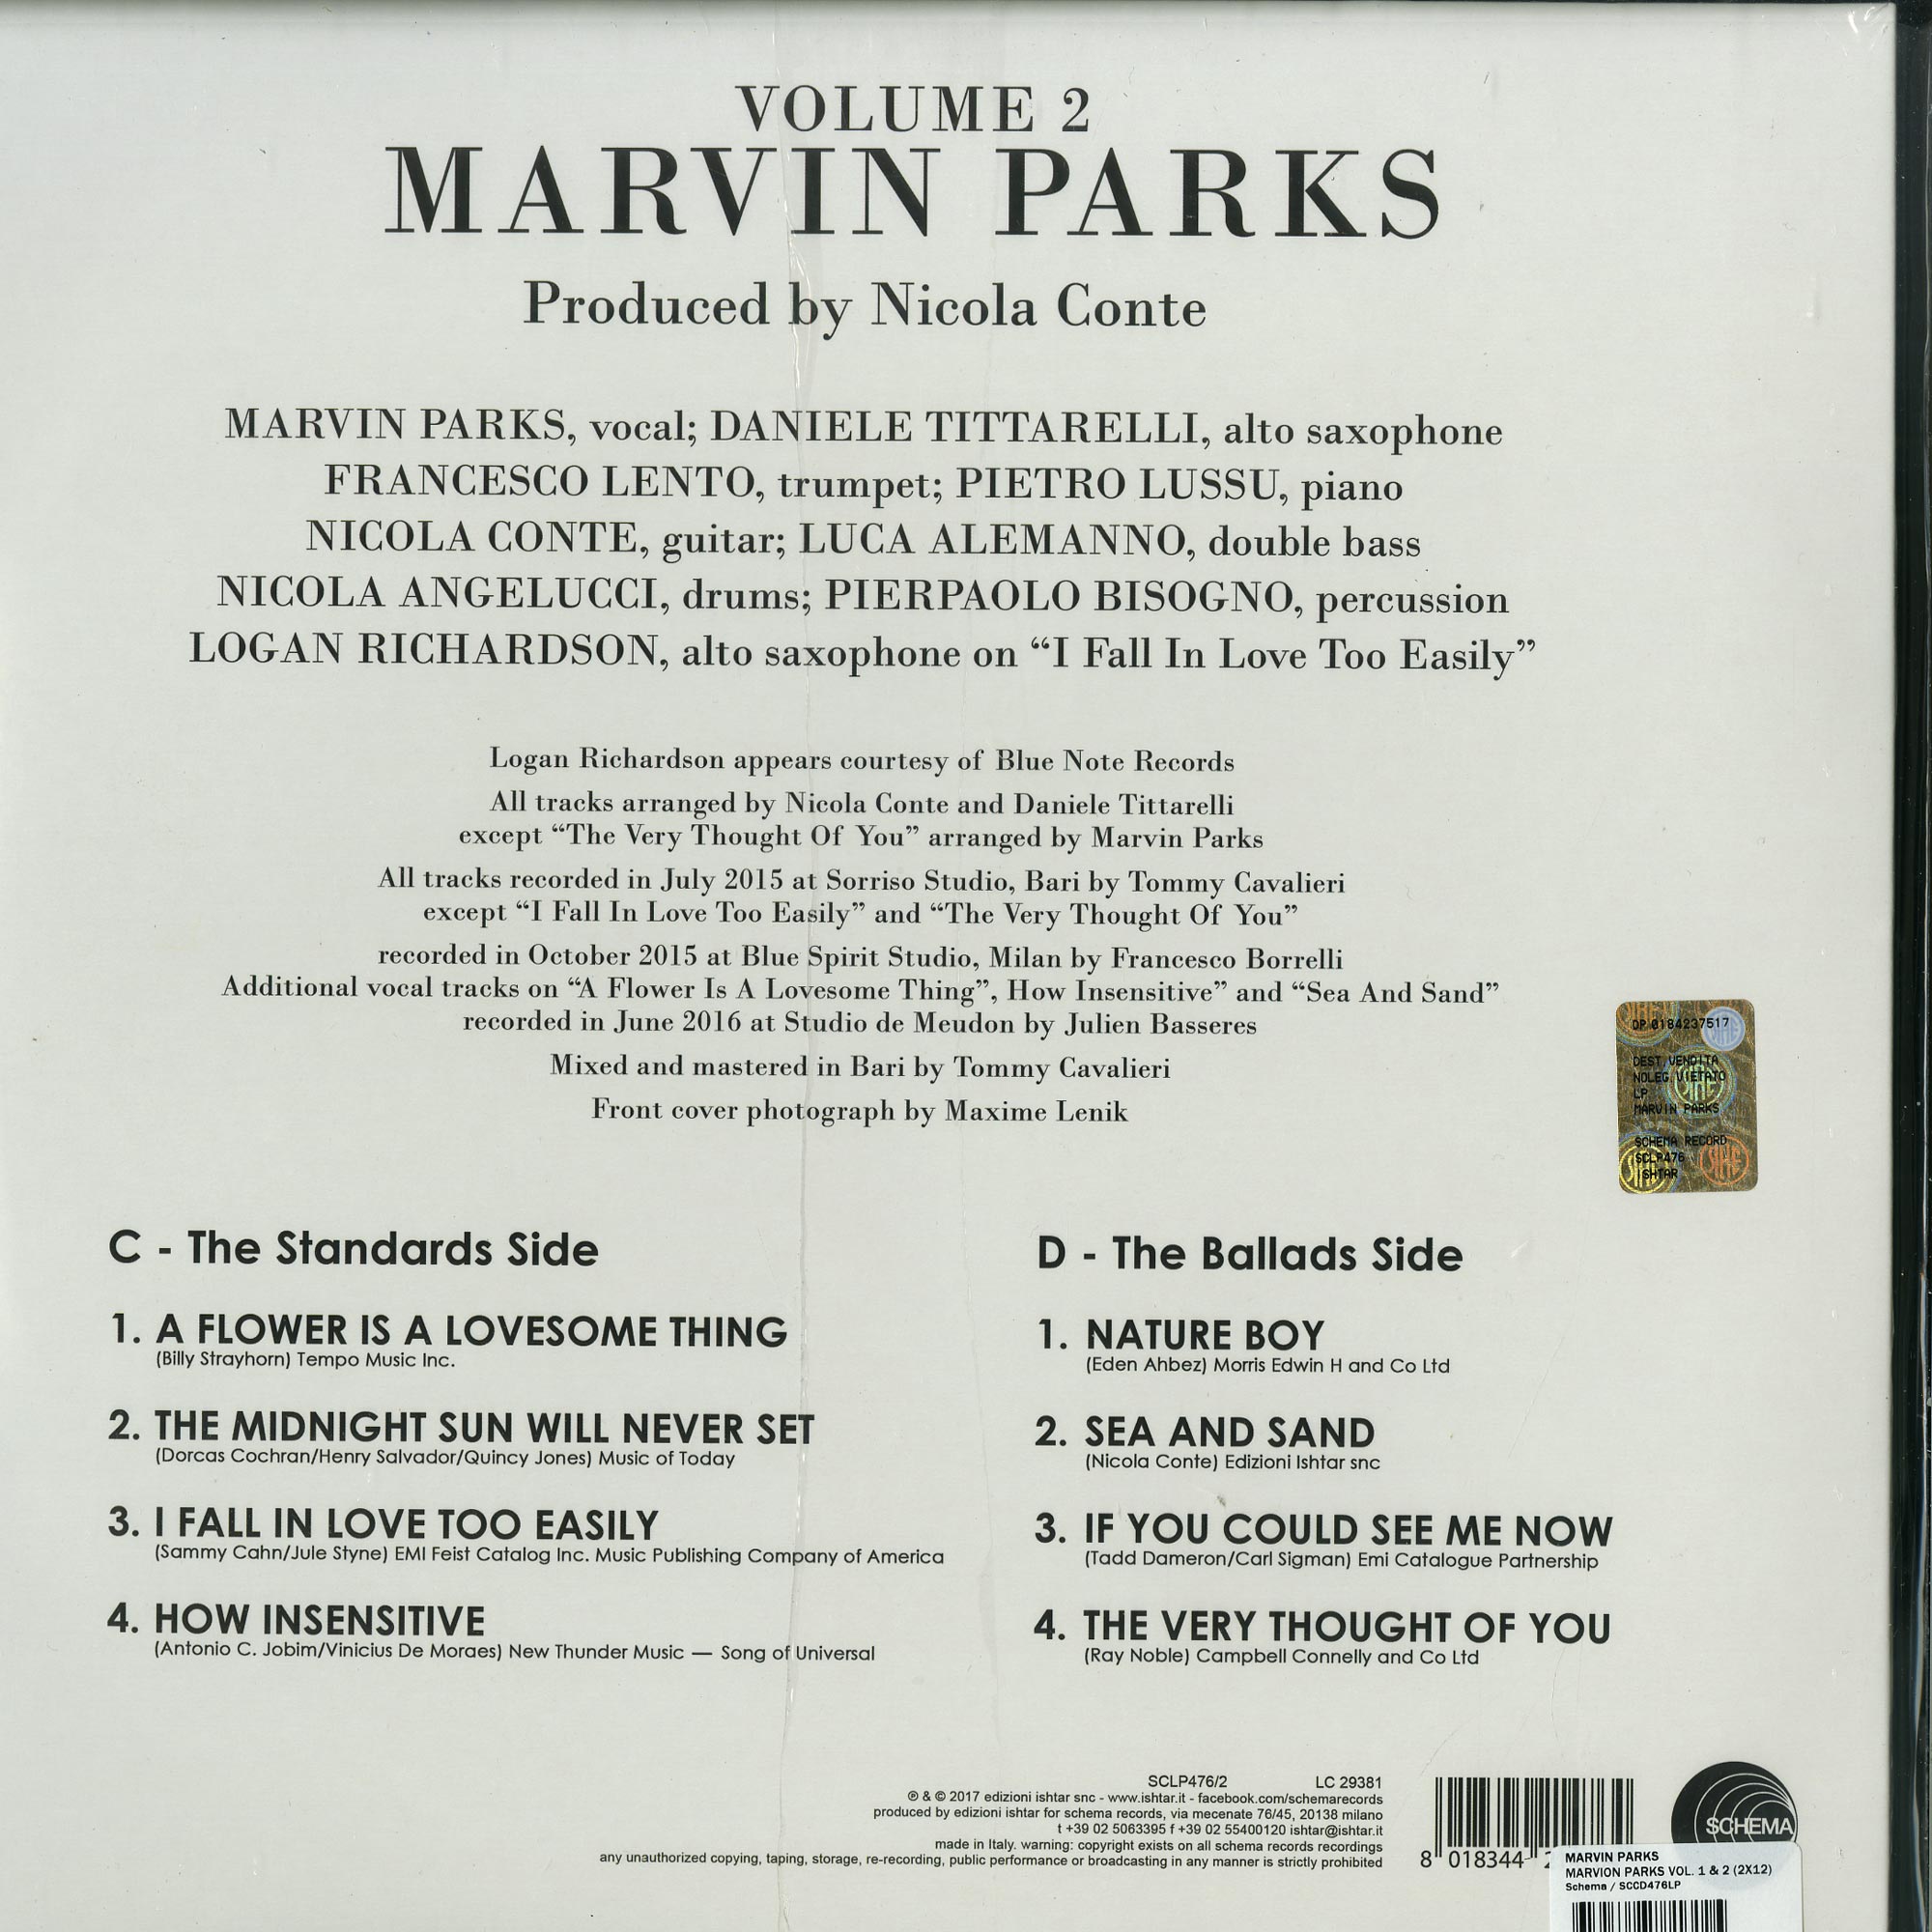 VOLUME 2
MARVIN PARKS
Produced by Nicola Conte
MARVIN PARKS, vocal; DANIELE TITTARELLI, alto saxophone
FRANCESCO LENTO, trumpet; PIETRO LUSSU, piano
NICOLA CONTE, guitar; LUCA ALEMANNO, double bass
NICOLA ANGELUCCI, drums; PIERPAOLO BISOGNO, percussion
LOGAN RICHARDSON, alto saxophone on “I Fall In Love Too Easily”
Logan Richardson appears courtesy of Blue Note Records
All tracks arranged by Nicola Conte and Daniele Tittarelli
except “The Very Thought Of You” arranged by Marvin Parks
All tracks recorded in July 2015 at Sorriso Studio, Bari by Tommy Cavalieri
except “I Fall In Love Too Easily” and “The Very Thought Of You”
recorded in October 2015 at Blue Spirit Studio, Milan by Francesco Borrelli
Additional vocal tracks on “A Flower Is A Lovesome Thing”, How Insensitive” and “Sea And Sand”
recorded in June 2016 at Studio de Meudon by Julien Basseres
Mixed and mastered in Bari by Tommy Cavalieri
Front cover photograph by Maxime Lenik
DP 0184237517
DEST.VENDITA
NOLEG.VIETATO
LP
MARVIN PARKS
SCHEMA RECORD
SCLP476
ISHTAR
C - The Standards Side
1. A FLOWER IS A LOVESOME THING
(Billy Strayhorn) Tempo Music Inc.
2. THE MIDNIGHT SUN WILL NEVER SET
(Dorcas Cochran/Henry Salvador/Quincy Jones) Music of Today
3. I FALL IN LOVE TOO EASILY
(Sammy Cahn/Jule Styne) EMI Feist Catalog Inc. Music Publishing Company of America
4. HOW INSENSITIVE
(Antonio C. Jobim/Vinicius De Moraes) New Thunder Music — Song of Universal
D - The Ballads Side
1. NATURE BOY
(Eden Ahbez) Morris Edwin H and Co Ltd
2. SEA AND SAND
(Nicola Conte) Edizioni Ishtar snc
3. IF YOU COULD SEE ME NOW
(Tadd Dameron/Carl Sigman) Emi Catalogue Partnership
4. THE VERY THOUGHT OF YOU
(Ray Noble) Campbell Connelly and Co Ltd
SCLP476/2 LC 29381
℗ & © 2017 edizioni ishtar snc - www.ishtar.it - facebook.com/schemarecords
produced by edizioni ishtar for schema records, via mecenate 76/45, 20138 milano
t +39 02 5063395 f +39 02 55400120 ishtar@ishtar.it
made in Italy. warning: copyright exists on all schema records recordings
any unauthorized copying, taping, storage, re-recording, public performance or broadcasting in any manner is strictly prohibited
8 018344
SCHEMA
MARVIN PARKS
MARVION PARKS VOL. 1 & 2 (2X12)
Schema / SCCD476LP